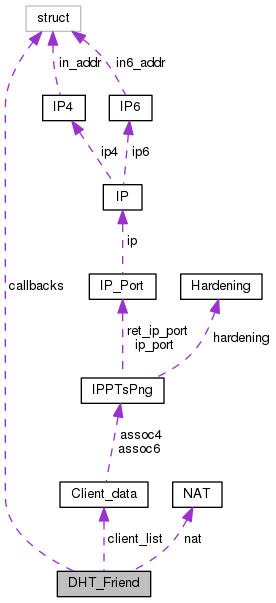 struct
in_addr
in6_addr
IP4
IP6
ip4
ip6
IP
ip
callbacks
IP_Port
Hardening
ret_ip_port
ip_port
hardening
IPPTsPng
assoc4
assoc6
Client_data
NAT
client_list
nat
DHT_Friend